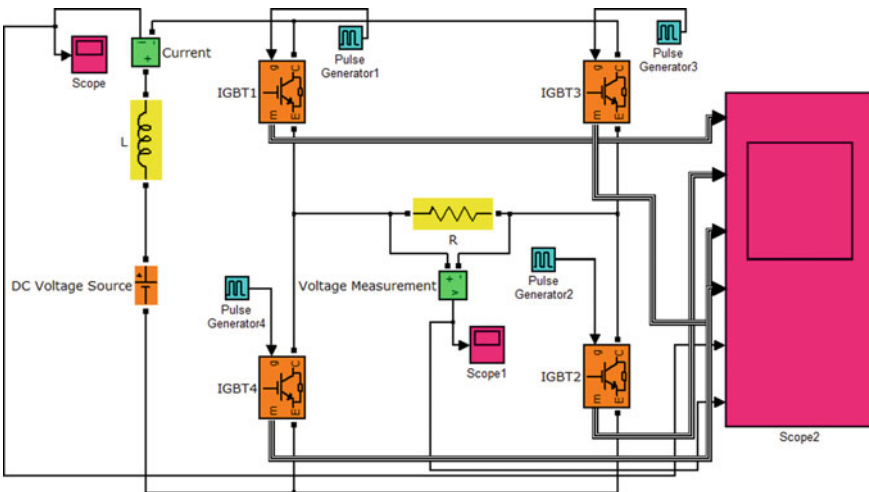 Scope
Current
+
IGBT1
g
C
m
E
Pulse
Generator1
IGBT3
g
C
m
E
Pulse
Generator3
L
R
DC Voltage Source
Voltage Measurement
+
-
v
Pulse
Generator4
Pulse
Generator2
IGBT4
g
C
m
E
Scope1
IGBT2
g
C
m
E
Scope2